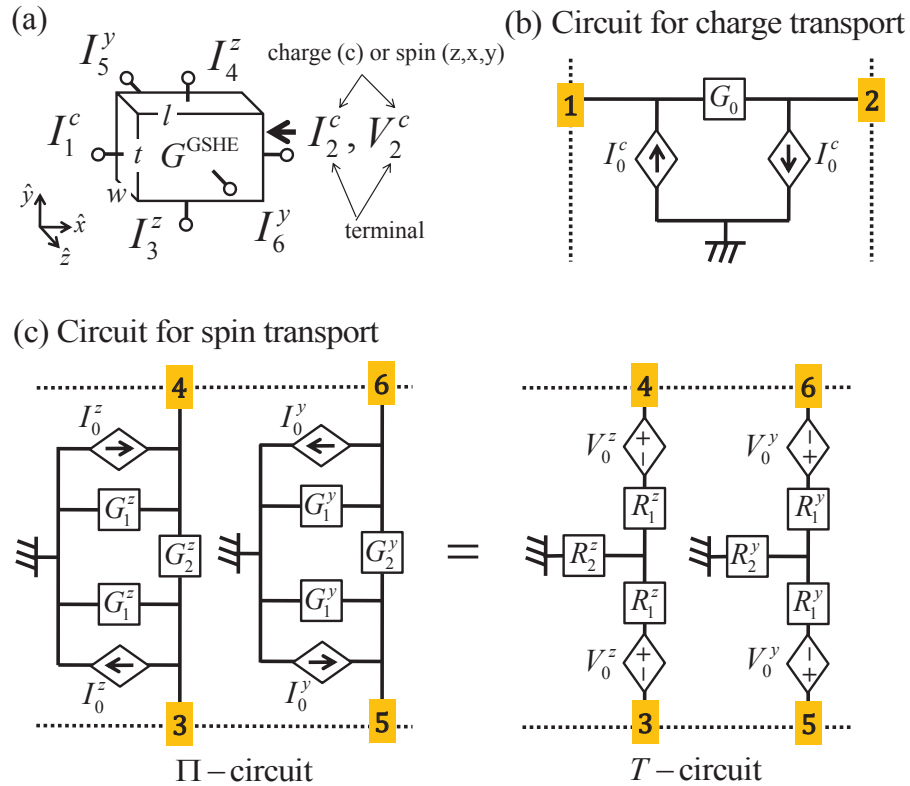 (a)
I_5^y I_4^z charge (c) or spin (z,x,y)
I_1^c l t G^GSHE w I_2^c, V_2^c
ŷ x̂ ẑ I_3^z I_6^y terminal
(b) Circuit for charge transport
1 G_0 2
I_0^c I_0^c
(c) Circuit for spin transport
4 6 4 6
I_0^z I_0^y V_0^z + − V_0^y − +
G_1^z G_1^y R_1^z R_1^y
G_2^z G_2^y = R_2^z R_2^y
G_1^z G_1^y R_1^z R_1^y
I_0^z I_0^y V_0^z + − V_0^y − +
3 5 3 5
Π – circuit T – circuit